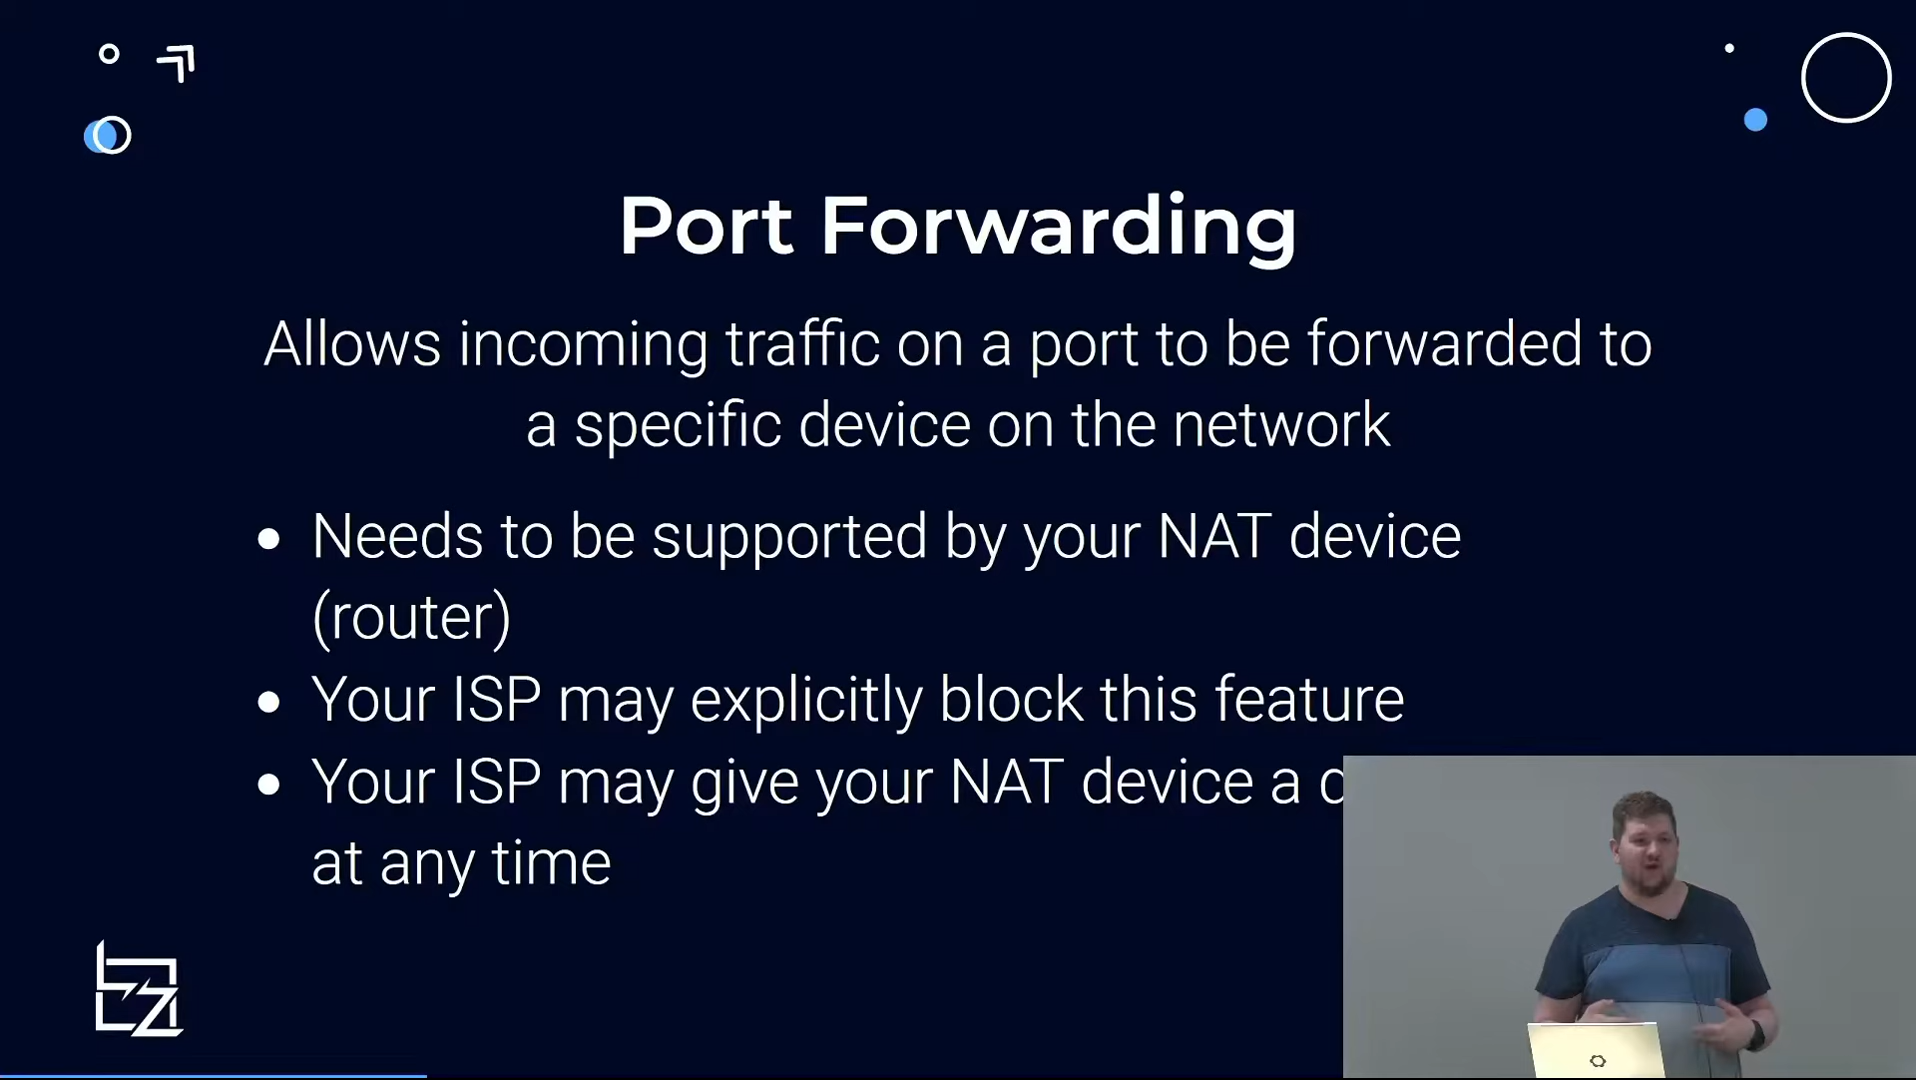 Port Forwarding
Allows incoming traffic on a port to be forwarded to
a specific device on the network
• Needs to be supported by your NAT device
(router)
• Your ISP may explicitly block this feature
• Your ISP may give your NAT device a
at any time